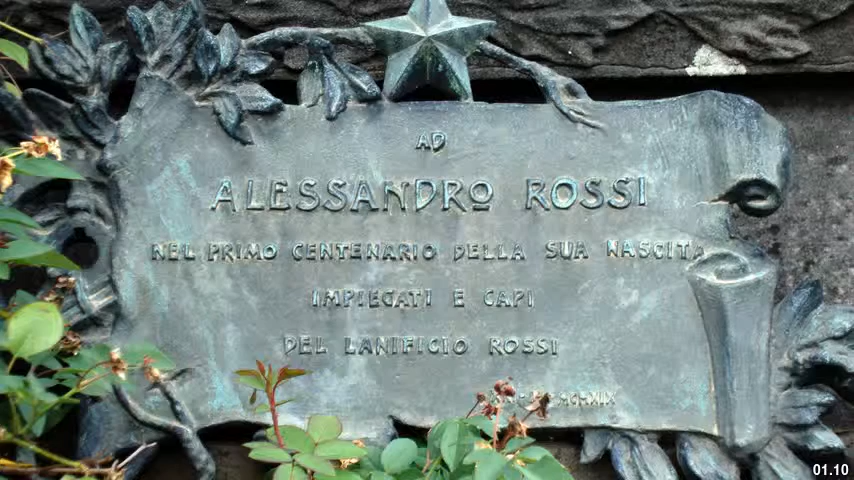 AD
ALESSANDRO ROSSI
NEL PRIMO CENTENARIO DELLA SUA NASCITA
IMPIEGATI E CAPI
DEL LANIFICIO ROSSI
01.10